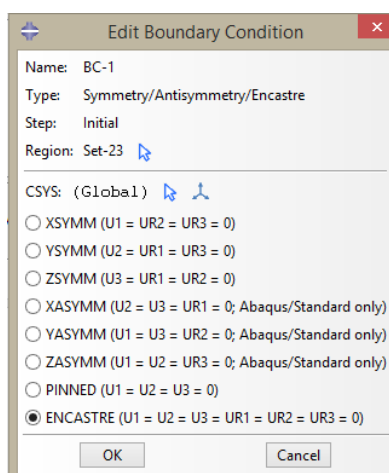 Edit Boundary Condition
Name: BC-1
Type: Symmetry/Antisymmetry/Encastre
Step: Initial
Region: Set-23
CSYS: (Global)
XSYMM (U1 = UR2 = UR3 = 0)
YSYMM (U2 = UR1 = UR3 = 0)
ZSYMM (U3 = UR1 = UR2 = 0)
XASYMM (U2 = U3 = UR1 = 0; Abaqus/Standard only)
YASYMM (U1 = U3 = UR2 = 0; Abaqus/Standard only)
ZASYMM (U1 = U2 = UR3 = 0; Abaqus/Standard only)
PINNED (U1 = U2 = U3 = 0)
ENCASTRE (U1 = U2 = U3 = UR1 = UR2 = UR3 = 0)
OK Cancel